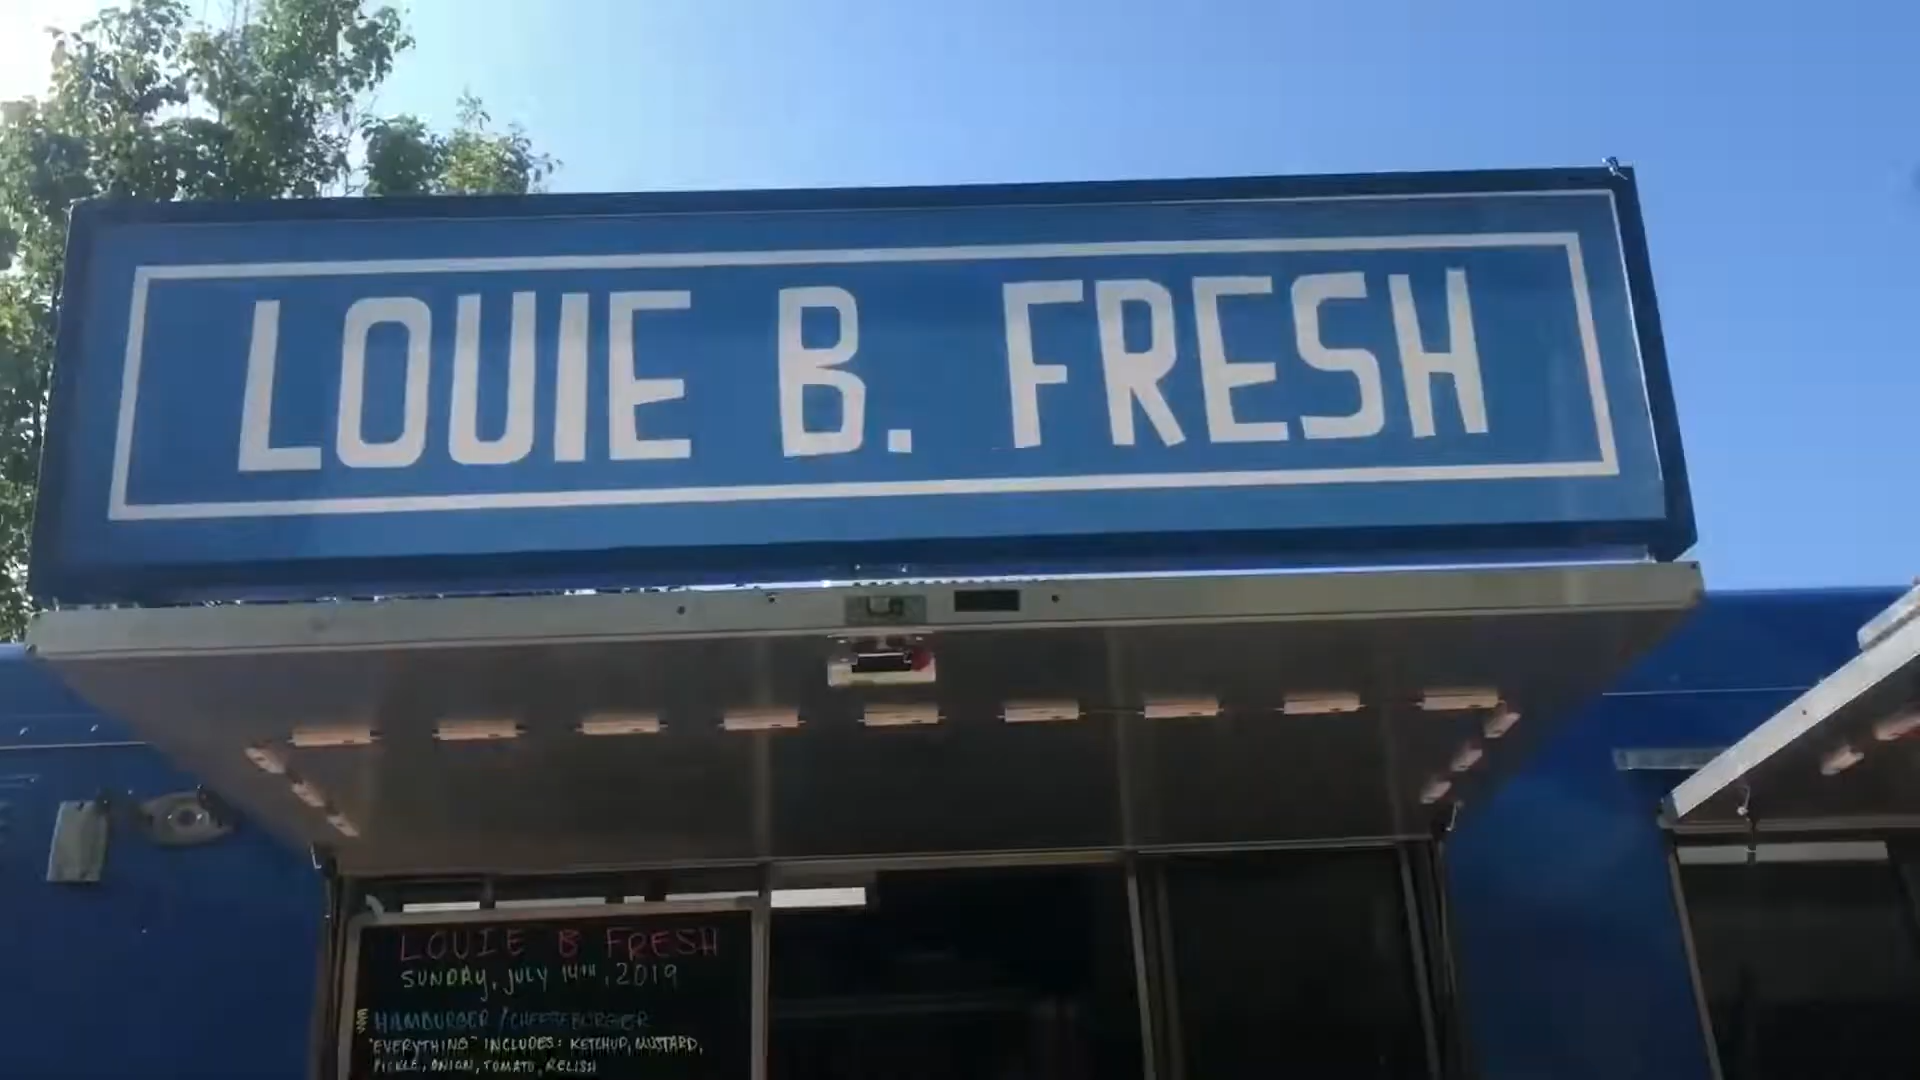 LOUIE B. FRESH
LOUIE B FRESH
SUNDAY, JULY 14TH, 2019
HAMBURGER / CHEESEBURGER
"EVERYTHING" INCLUDES: KETCHUP, MUSTARD,
PICKLE, ONION, TOMATO, RELISH